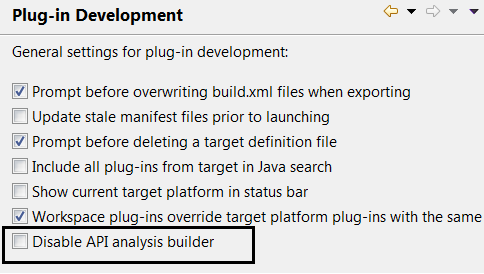 Plug-in Development
General settings for plug-in development:
Prompt before overwriting build.xml files when exporting
Update stale manifest files prior to launching
Prompt before deleting a target definition file
Include all plug-ins from target in Java search
Show current target platform in status bar
Workspace plug-ins override target platform plug-ins with the same
Disable API analysis builder